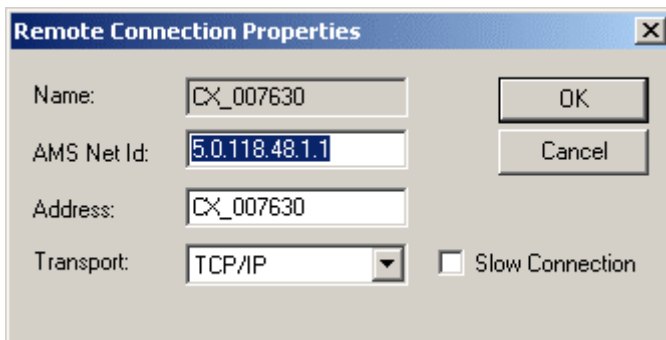 Remote Connection Properties
Name: CX_007630 OK
AMS Net Id: 5.0.118.48.1.1 Cancel
Address: CX_007630
Transport: TCP/IP Slow Connection